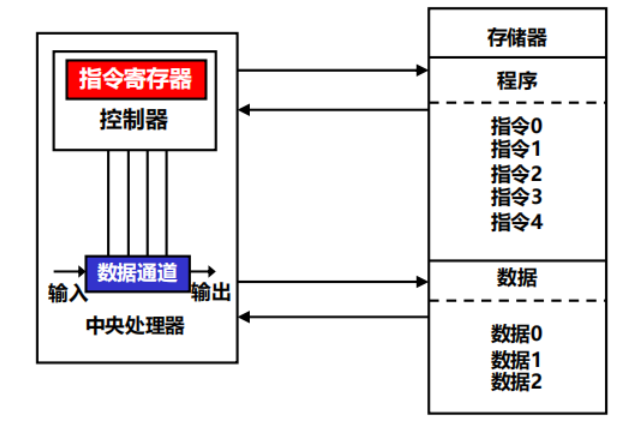 指令寄存器
控制器
数据通道
输入
输出
中央处理器
存储器
程序
指令0
指令1
指令2
指令3
指令4
数据
数据0
数据1
数据2